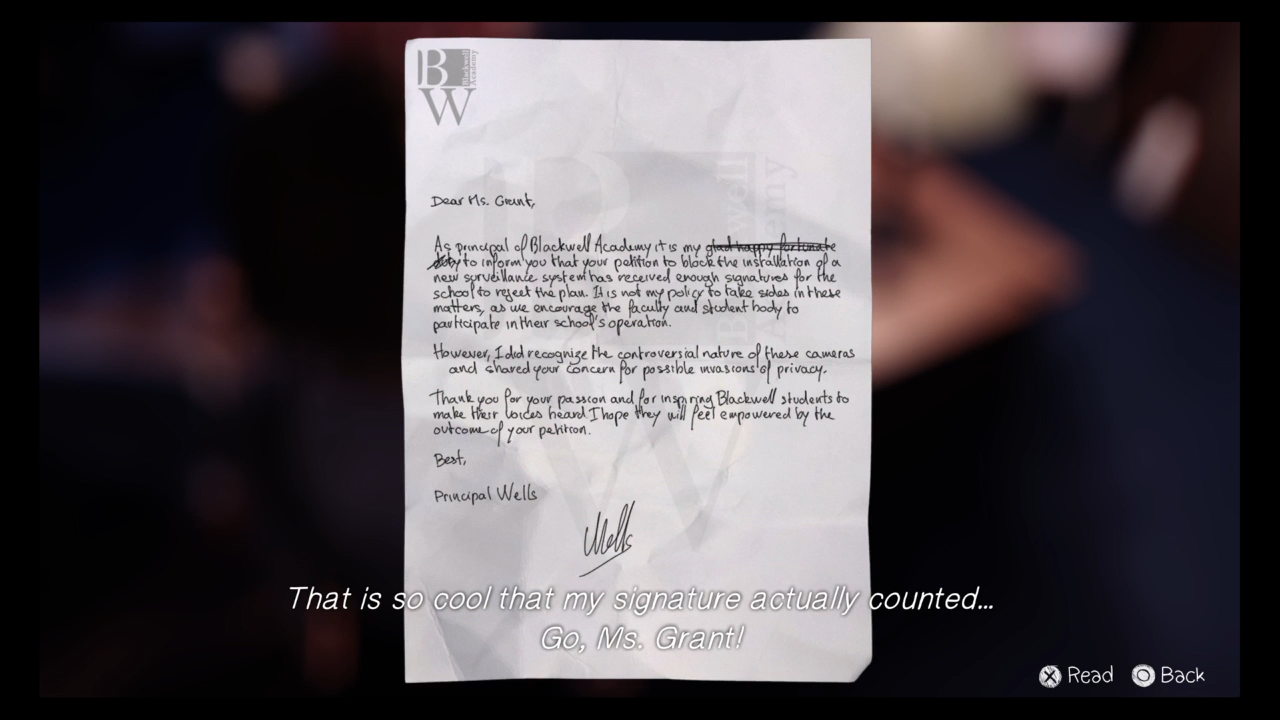 BW
Blackwell Academy
Dear Ms. Grant,
As principal of Blackwell Academy it is my glad happy fortunate
duty to inform you that your petition to block the installation of a
new surveillance system has received enough signatures for the
school to reject the plan. It is not my policy to take sides in these
matters, as we encourage the faculty and student body to
participate in their school's operation.
However, I did recognize the controversial nature of these cameras
and shared your concern for possible invasions of privacy.
Thank you for your passion and for inspiring Blackwell students to
make their voices heard I hope they will feel empowered by the
outcome of your petition.
Best,
Principal Wells
Wells
That is so cool that my signature actually counted...
Go, Ms. Grant!
Read Back